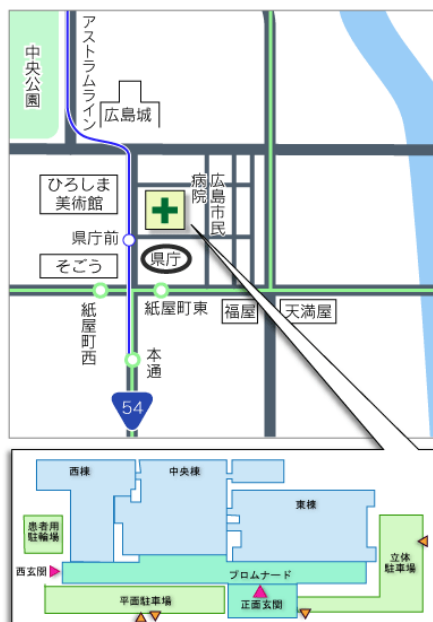 中央公園
アストラムライン
広島城
ひろしま
美術館
広島市民
病院
県庁前
県庁
そごう
紙屋町西
紙屋町東
福屋
天満屋
本通
54
西棟
中央棟
東棟
患者用
駐輪場
立体
駐車場
西玄関
プロムナード
平面駐車場
正面玄関